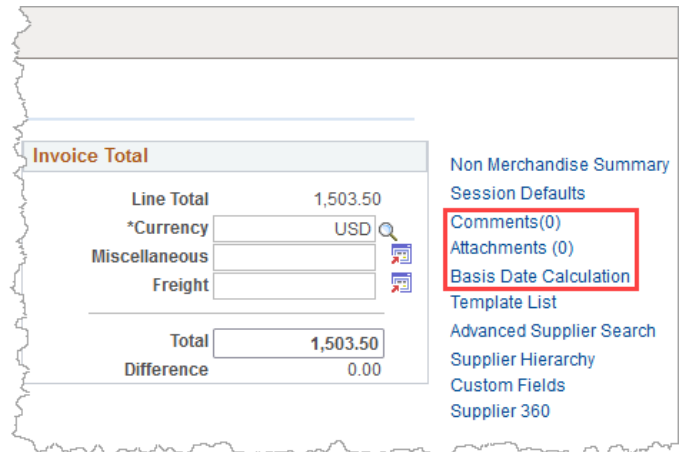 Invoice Total
Line Total 1,503.50
*Currency USD
Miscellaneous
Freight
Total 1,503.50
Difference 0.00
Non Merchandise Summary
Session Defaults
Comments(0)
Attachments (0)
Basis Date Calculation
Template List
Advanced Supplier Search
Supplier Hierarchy
Custom Fields
Supplier 360